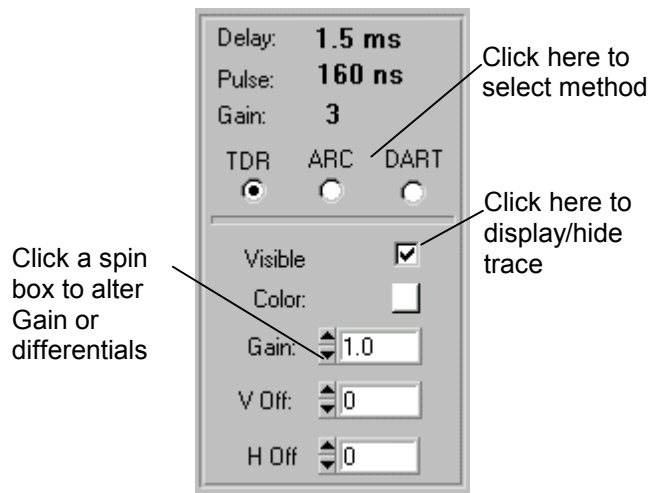 Delay: 1.5 ms
Pulse: 160 ns
Gain: 3
TDR ARC DART
Click here to
select method
Visible
Click here to
display/hide
trace
Color:
Gain: 1.0
V Off: 0
H Off 0
Click a spin
box to alter
Gain or
differentials